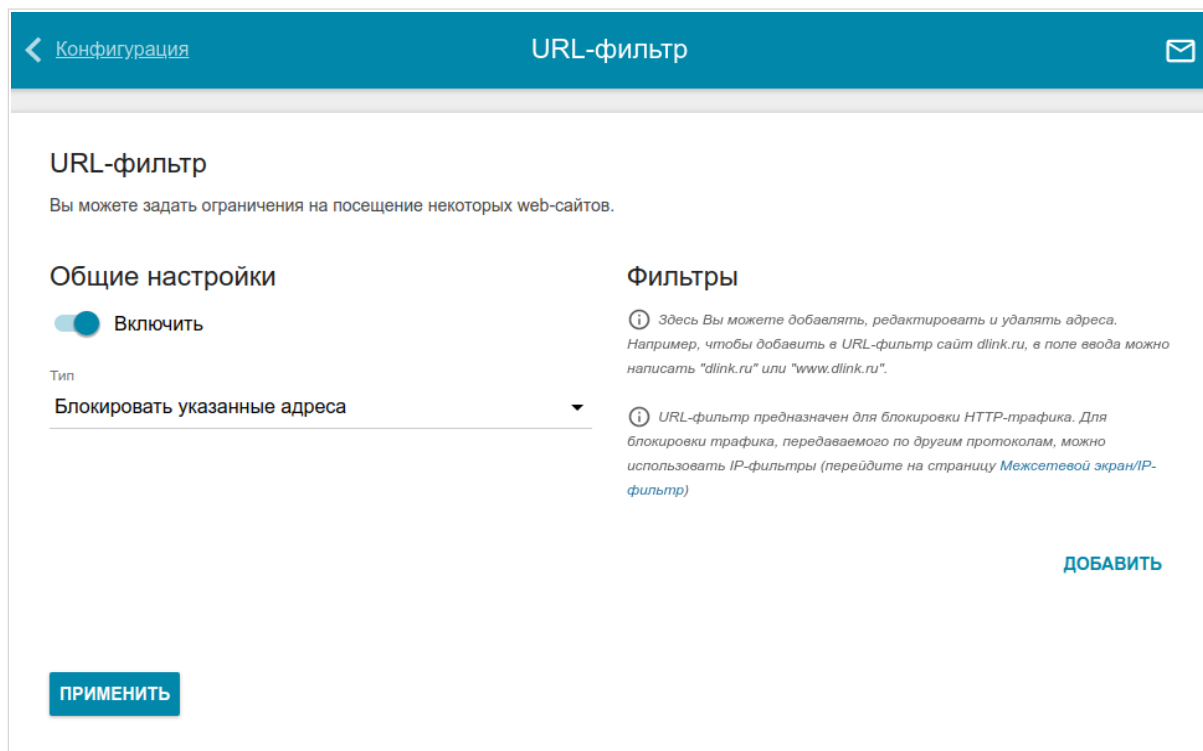 Конфигурация
URL-фильтр
URL-фильтр
Вы можете задать ограничения на посещение некоторых web-сайтов.
Общие настройки
Включить
Тип
Блокировать указанные адреса
Фильтры
Здесь Вы можете добавлять, редактировать и удалять адреса.
Например, чтобы добавить в URL-фильтр сайт dlink.ru, в поле ввода можно
написать "dlink.ru" или "www.dlink.ru".
URL-фильтр предназначен для блокировки HTTP-трафика. Для
блокировки трафика, передаваемого по другим протоколам, можно
использовать IP-фильтры (перейдите на страницу Межсетевой экран/IP-
фильтр)
ДОБАВИТЬ
ПРИМЕНИТЬ